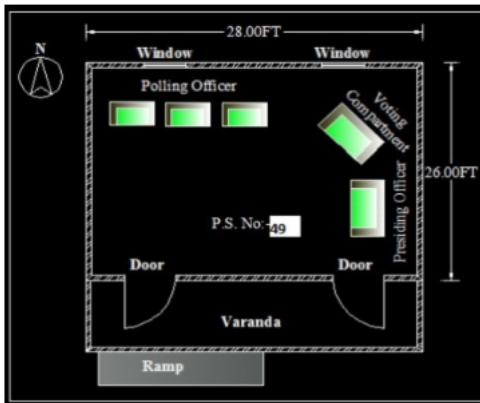 28.00FT
N
Window
Window
Polling Officer
Voting
Compartment
26.00FT
Presiding Officer
P.S. No:-49
Door
Door
Varanda
Ramp